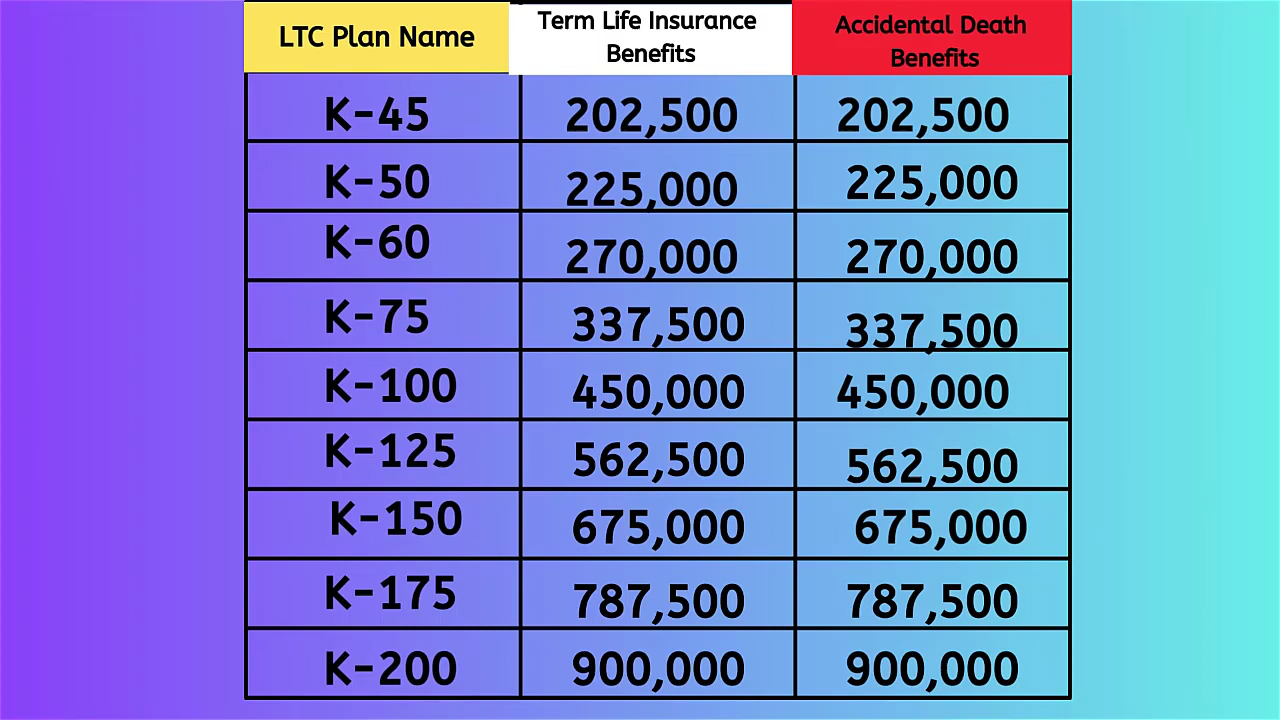 LTC Plan Name
Term Life Insurance
Benefits
Accidental Death
Benefits
K-45 202,500 202,500
K-50 225,000 225,000
K-60 270,000 270,000
K-75 337,500 337,500
K-100 450,000 450,000
K-125 562,500 562,500
K-150 675,000 675,000
K-175 787,500 787,500
K-200 900,000 900,000